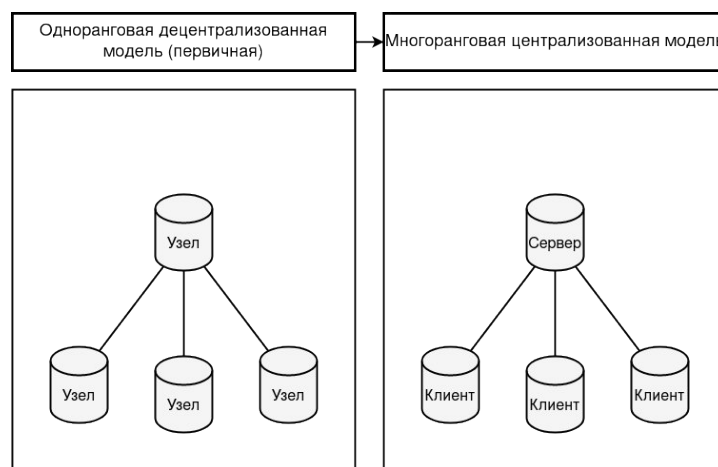 Одноранговая децентрализованная
модель (первичная)
Многоранговая централизованная модель
Узел
Сервер
Узел
Узел
Узел
Клиент
Клиент
Клиент